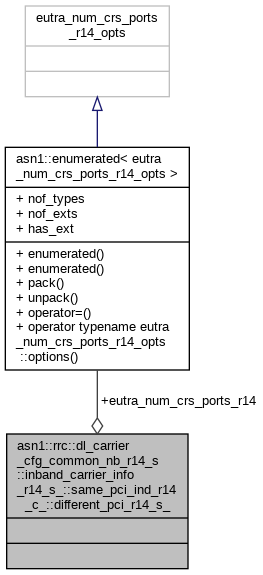 eutra_num_crs_ports
_r14_opts
asn1::enumerated< eutra
_num_crs_ports_r14_opts >
+ nof_types
+ nof_exts
+ has_ext
+ enumerated()
+ enumerated()
+ pack()
+ unpack()
+ operator=()
+ operator typename eutra
_num_crs_ports_r14_opts
::options()
+eutra_num_crs_ports_r14
asn1::rrc::dl_carrier
_cfg_common_nb_r14_s
::inband_carrier_info
_r14_s_::same_pci_ind_r14
_c_::different_pci_r14_s_